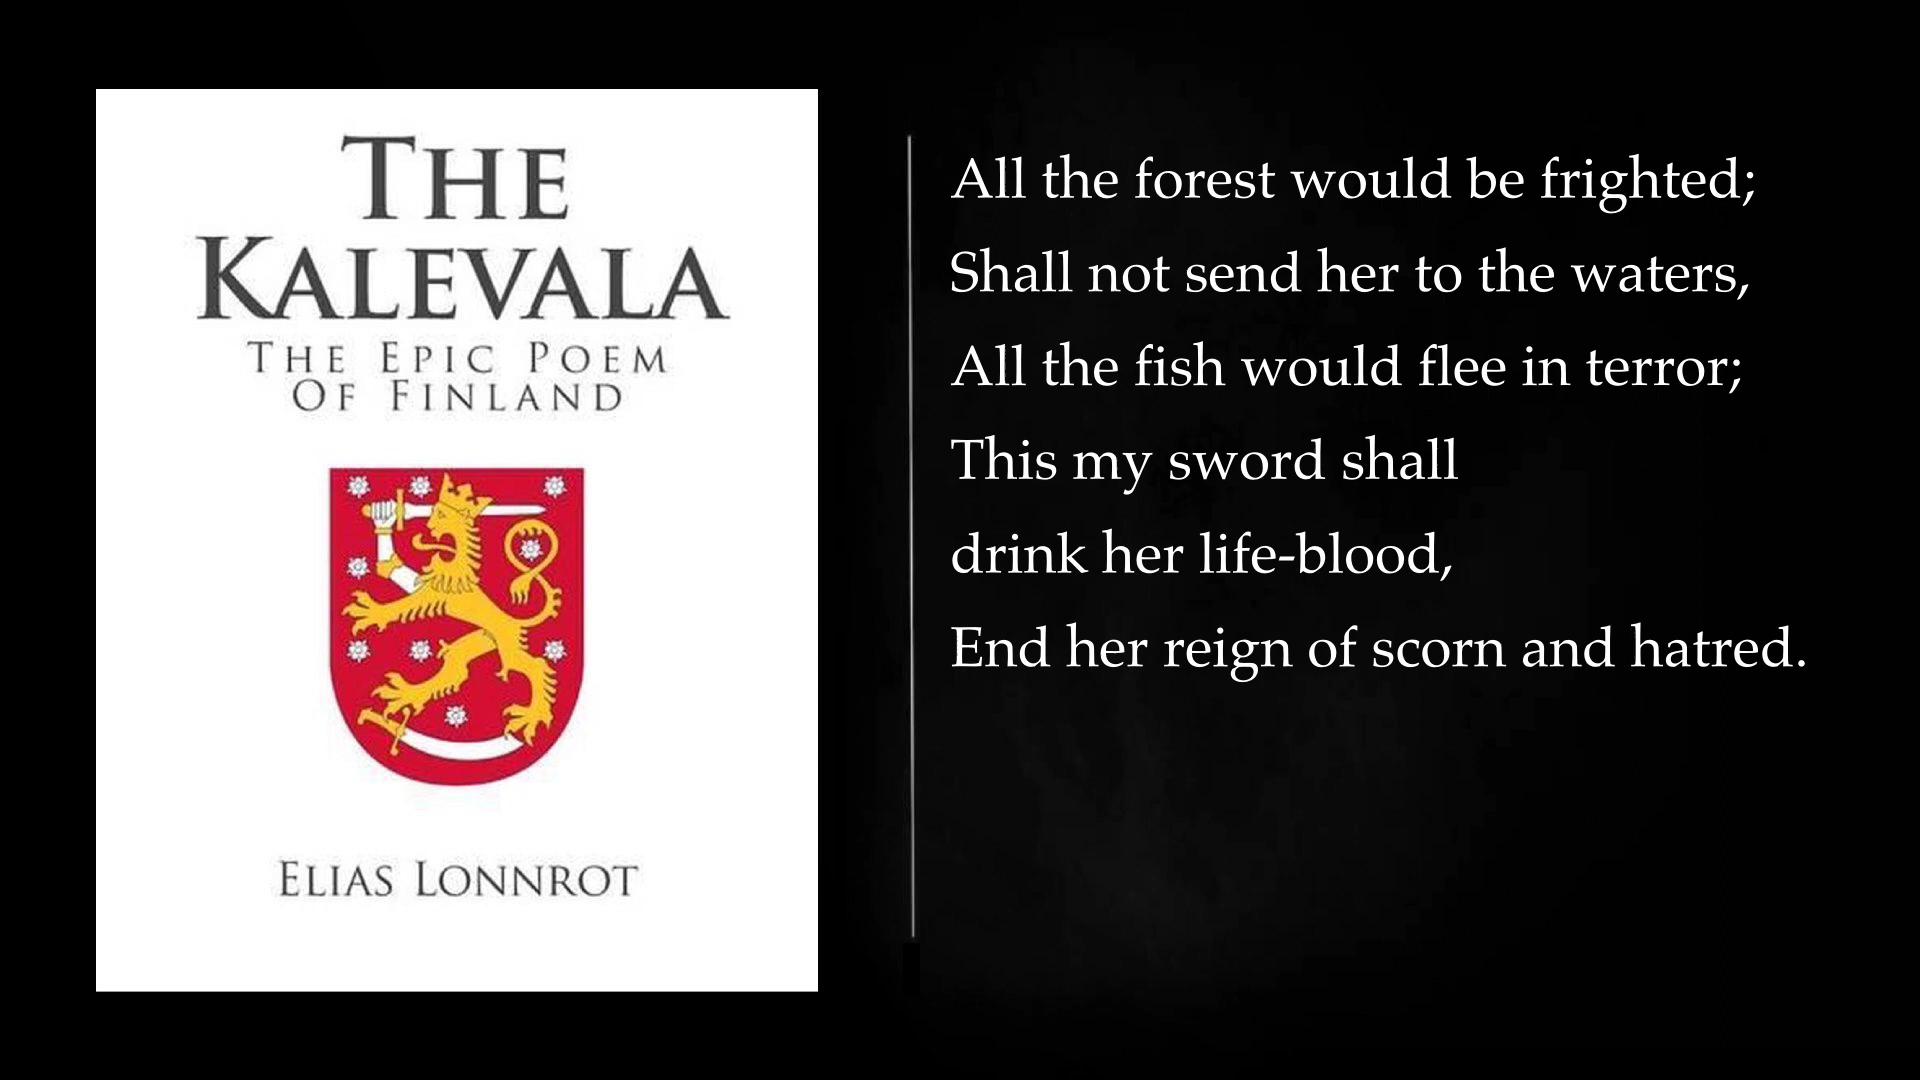 THE
KALEVALA
THE EPIC POEM
OF FINLAND
ELIAS LONNROT
All the forest would be frighted;
Shall not send her to the waters,
All the fish would flee in terror;
This my sword shall
drink her life-blood,
End her reign of scorn and hatred.